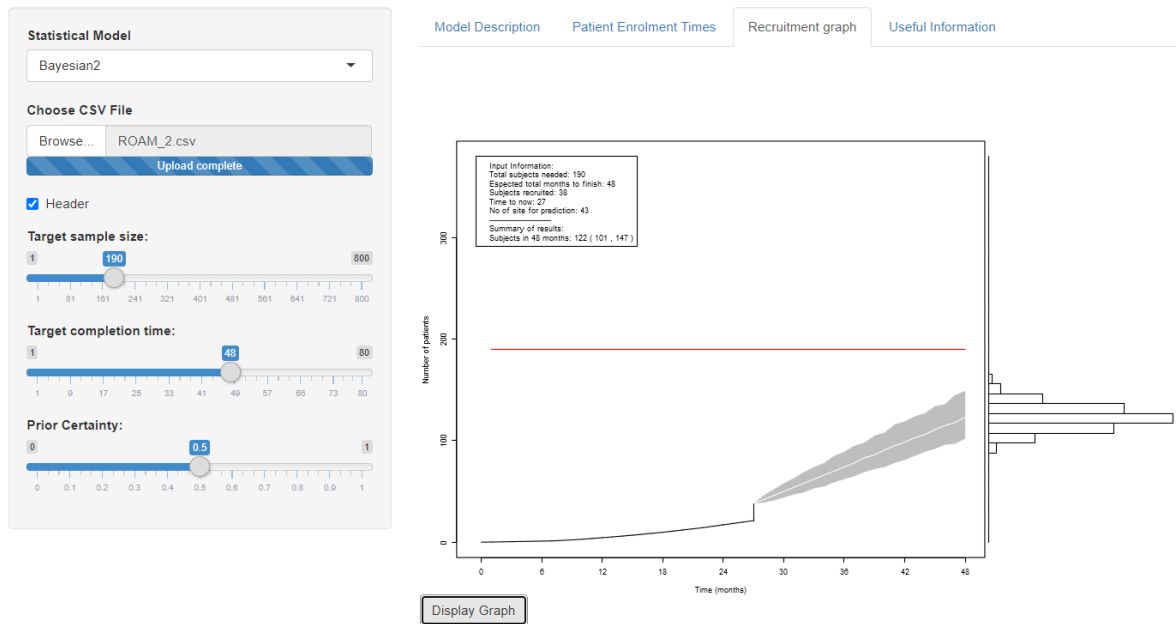 Statistical Model
Bayesian2
Choose CSV File
Browse... ROAM_2.csv
Upload complete
Header
Target sample size:
1 190 800
1 81 161 241 321 401 481 561 641 721 800
Target completion time:
1 48 80
1 9 17 25 33 41 49 57 65 73 80
Prior Certainty:
0 0.5 1
0 0.1 0.2 0.3 0.4 0.5 0.6 0.7 0.8 0.9 1
Model Description Patient Enrolment Times Recruitment graph Useful Information
Input Information:
Total subjects needed: 190
Espected total months to finish: 48
Subjects recruited: 38
Time to now: 27
No of site for prediction: 43
------------------------
Summary of results:
Subjects in 48 months: 122 ( 101 , 147 )
Number of patients
300
200
100
0
0 6 12 18 24 30 36 42 48
Time (months)
Display Graph